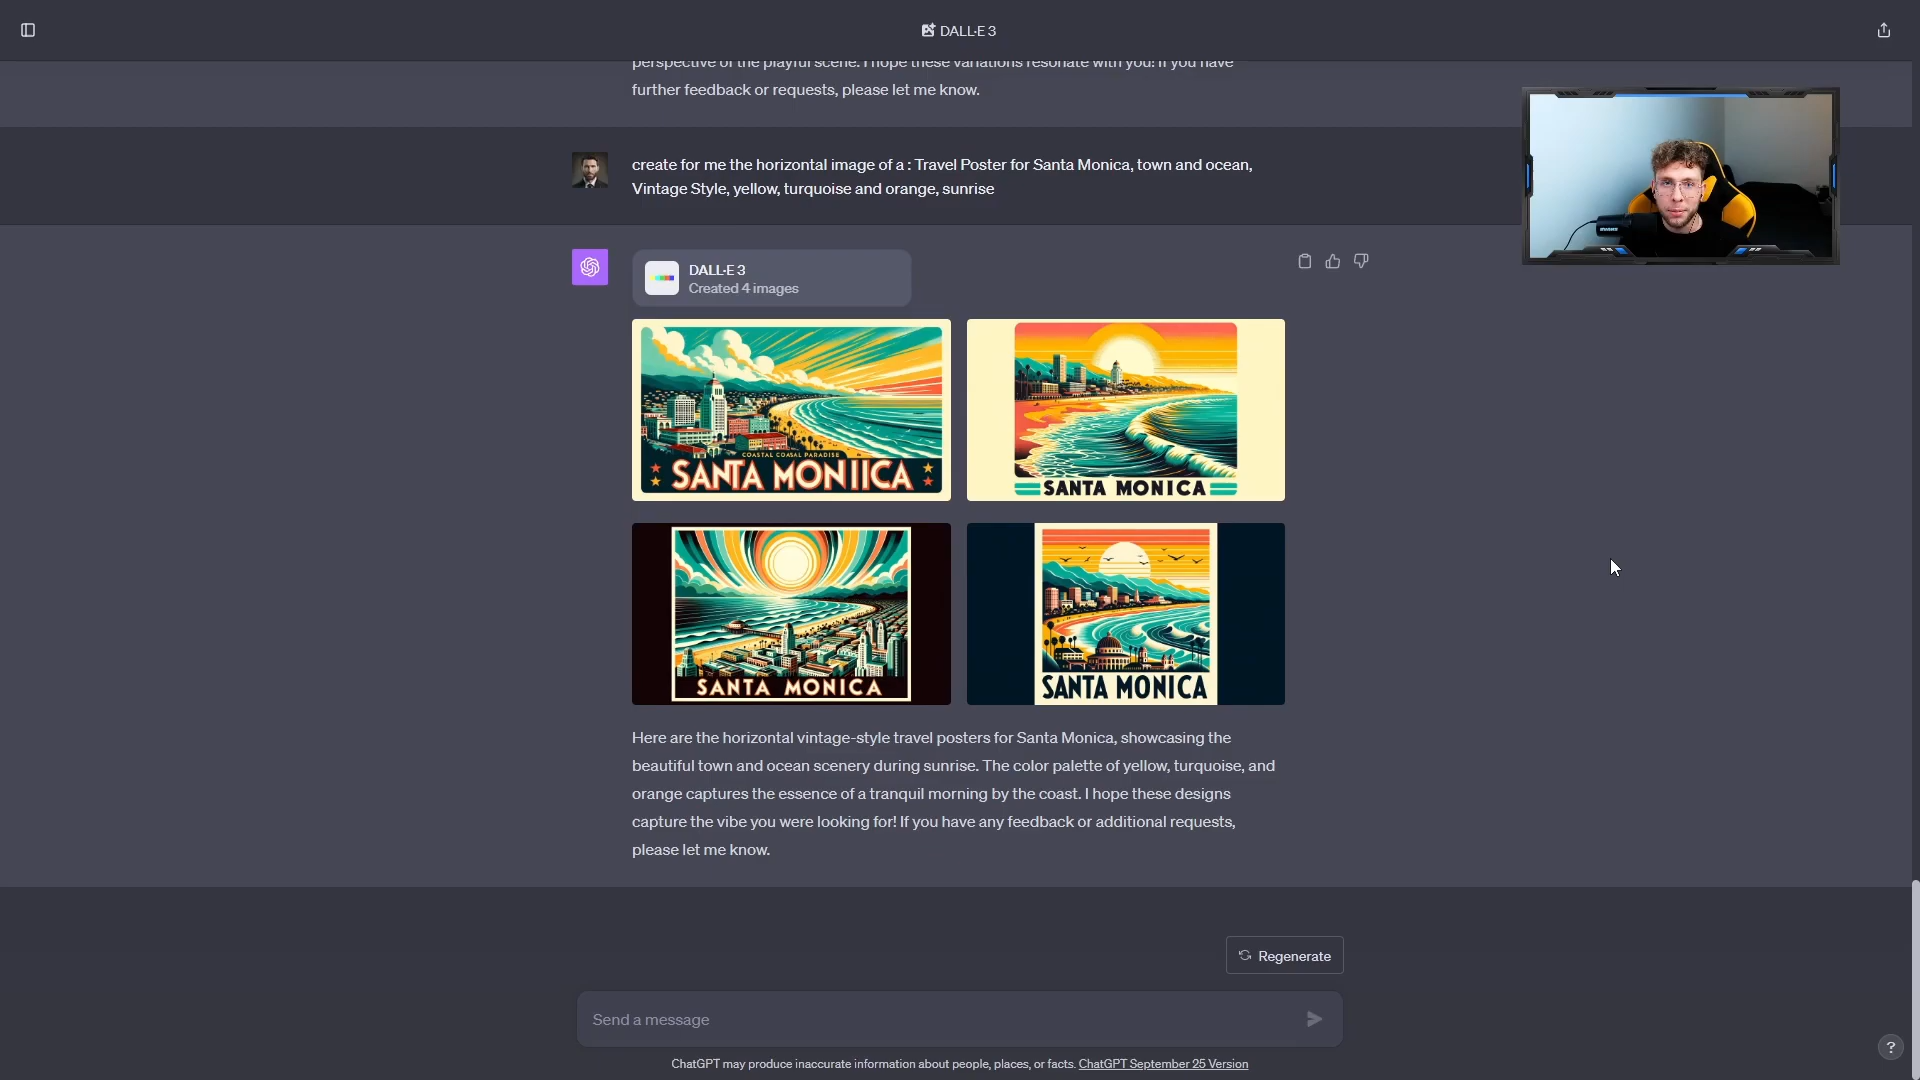 DALL·E 3
perspective of the playful scene. I hope these variations resonate with you! If you have
further feedback or requests, please let me know.
create for me the horizontal image of a : Travel Poster for Santa Monica, town and ocean,
Vintage Style, yellow, turquoise and orange, sunrise
DALL·E 3
Created 4 images
COASTAL COASAL PARADISE
SANTA MONIICA
SANTA MONICA
SANTA MONICA
SANTA MONICA
Here are the horizontal vintage-style travel posters for Santa Monica, showcasing the
beautiful town and ocean scenery during sunrise. The color palette of yellow, turquoise, and
orange captures the essence of a tranquil morning by the coast. I hope these designs
capture the vibe you were looking for! If you have any feedback or additional requests,
please let me know.
Regenerate
Send a message
ChatGPT may produce inaccurate information about people, places, or facts. ChatGPT September 25 Version
?